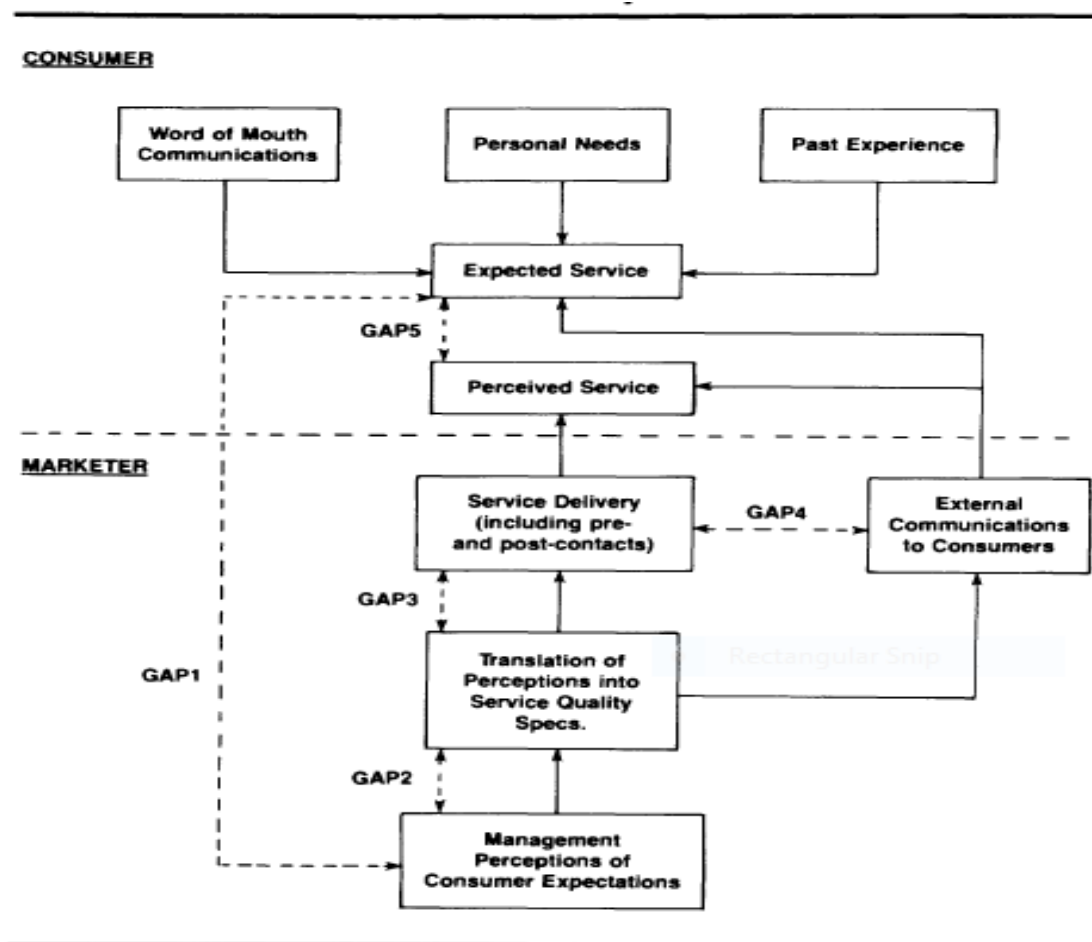 CONSUMER
Word of Mouth
Communications
Personal Needs
Past Experience
Expected Service
GAP5
Perceived Service
MARKETER
Service Delivery
(including pre-
and post-contacts)
GAP4
External
Communications
to Consumers
GAP3
Translation of
Perceptions into
Service Quality
Specs.
Rectangular Snip
GAP1
GAP2
Management
Perceptions of
Consumer Expectations